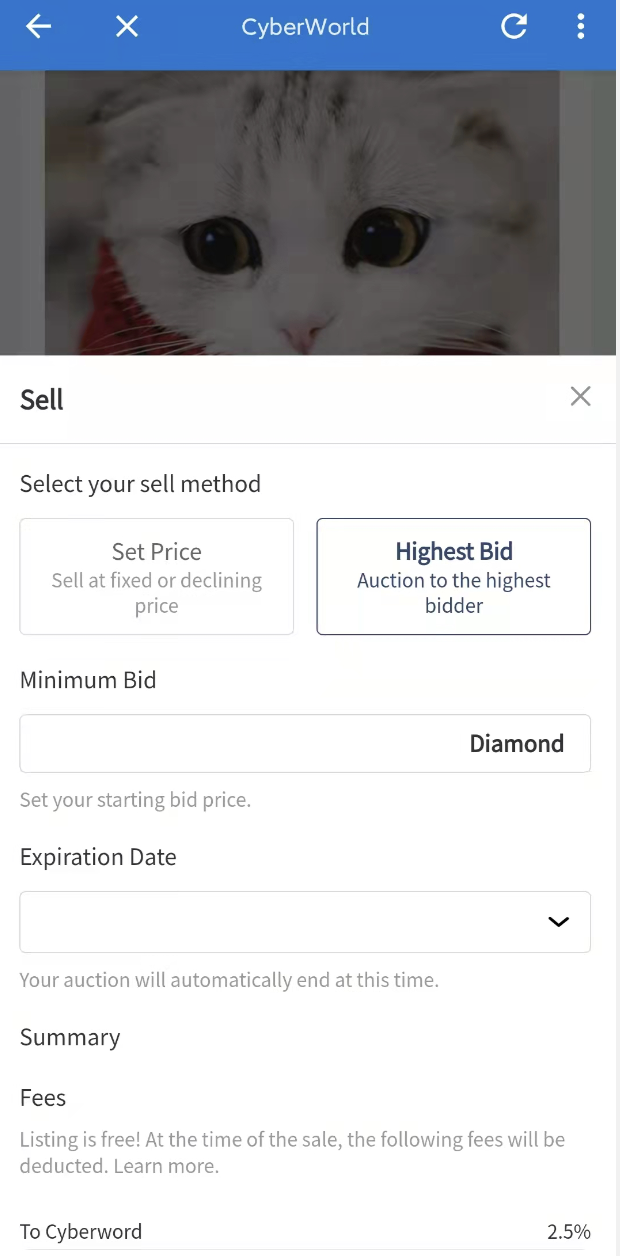 CyberWorld
Sell
Select your sell method
Set Price
Sell at fixed or declining
price
Highest Bid
Auction to the highest
bidder
Minimum Bid
Diamond
Set your starting bid price.
Expiration Date
Your auction will automatically end at this time.
Summary
Fees
Listing is free! At the time of the sale, the following fees will be
deducted. Learn more.
To Cyberword 2.5%